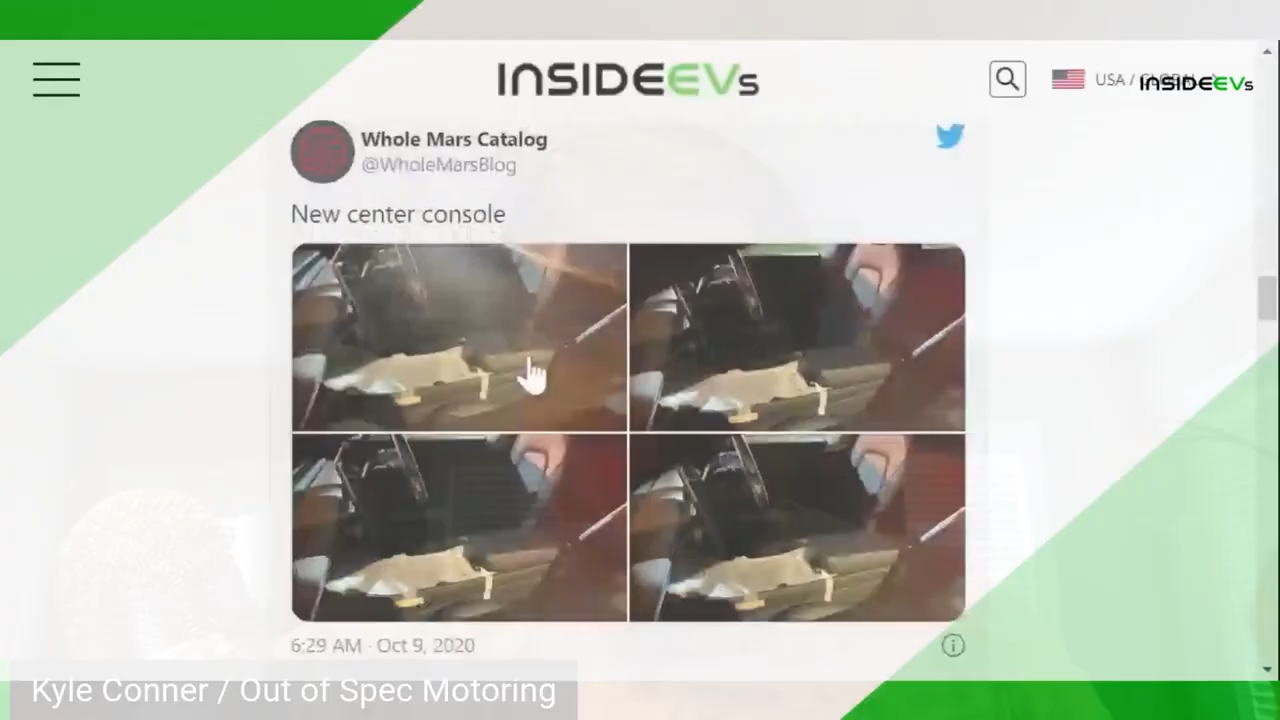 INSIDEEVs
USA / GLOBAL
INSIDEEVs
Whole Mars Catalog
@WholeMarsBlog
New center console
6:29 AM · Oct 9, 2020
Kyle Conner / Out of Spec Motoring